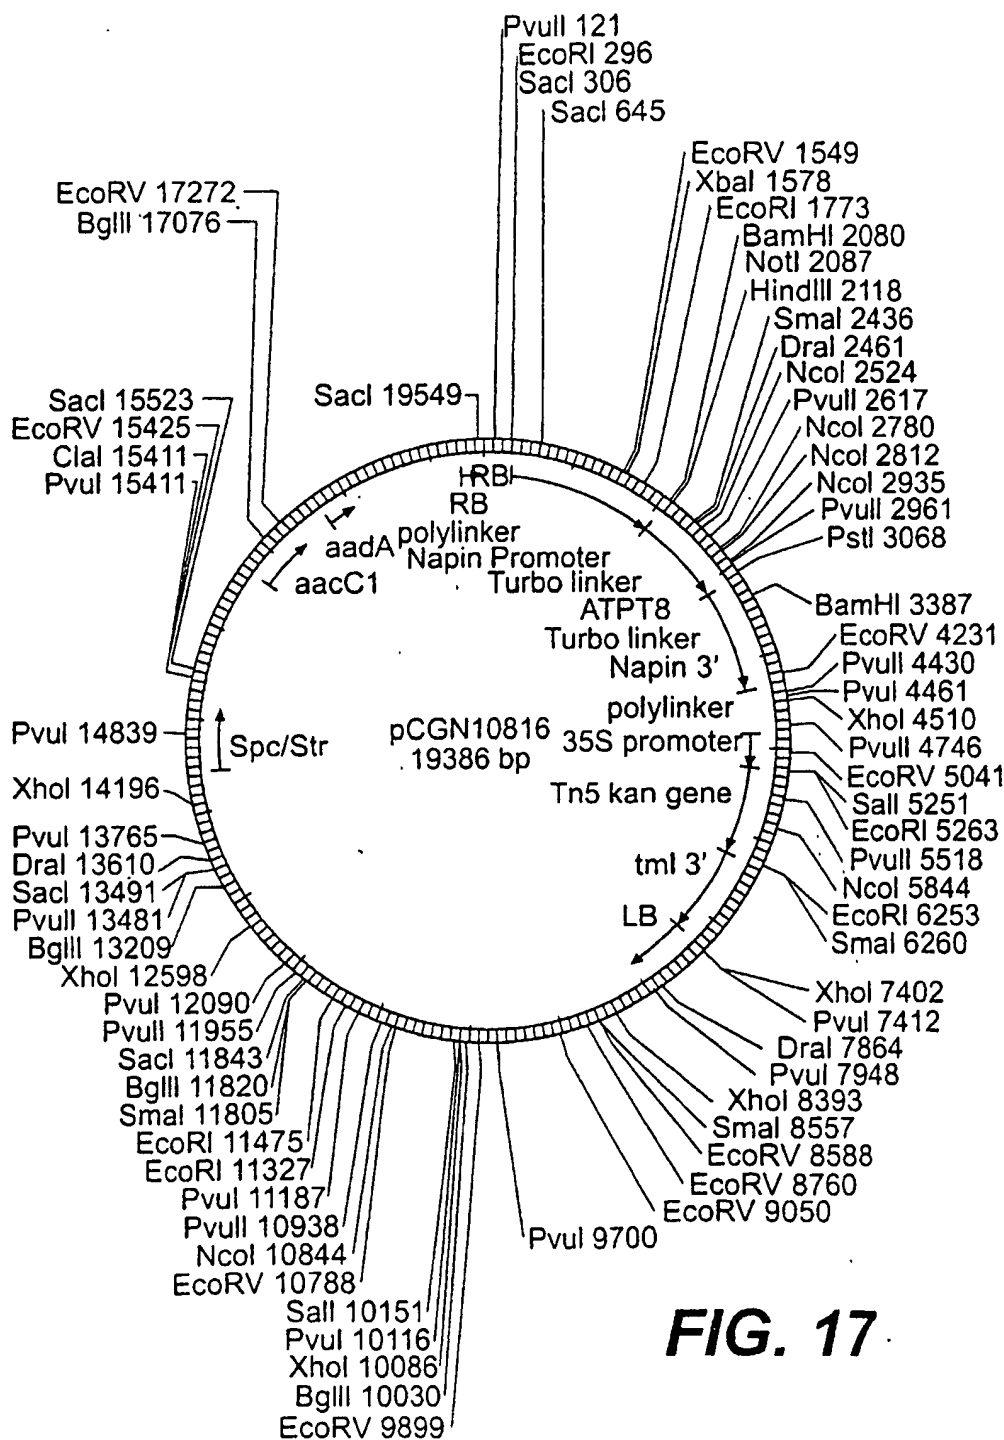 PvuII 121
EcoRI 296
SacI 306
SacI 645
EcoRV 1549
XbaI 1578
EcoRI 1773
BamHI 2080
NotI 2087
HindIII 2118
SmaI 2436
DraI 2461
NcoI 2524
PvuII 2617
NcoI 2780
NcoI 2812
NcoI 2935
PvuII 2961
PstI 3068
BamHI 3387
EcoRV 4231
PvuII 4430
PvuI 4461
XhoI 4510
PvuII 4746
EcoRV 5041
SalI 5251
EcoRI 5263
PvuII 5518
NcoI 5844
EcoRI 6253
SmaI 6260
XhoI 7402
PvuI 7412
DraI 7864
PvuI 7948
XhoI 8393
SmaI 8557
EcoRV 8588
EcoRV 8760
EcoRV 9050
PvuI 9700
EcoRV 17272
BglII 17076
SacI 15523
EcoRV 15425
ClaI 15411
PvuI 15411
PvuI 14839
XhoI 14196
PvuI 13765
DraI 13610
SacI 13491
PvuII 13481
BglII 13209
XhoI 12598
PvuI 12090
PvuII 11955
SacI 11843
BglII 11820
SmaI 11805
EcoRI 11475
EcoRI 11327
PvuI 11187
PvuII 10938
NcoI 10844
EcoRV 10788
SalI 10151
PvuI 10116
XhoI 10086
BglII 10030
EcoRV 9899
SacI 19549
RB
RB
aadA
polylinker
Napin Promoter
aacC1
Turbo linker
ATPT8
Turbo linker
Napin 3'
polylinker
pCGN10816
19386 bp
35S promoter
Spc/Str
Tn5 kan gene
tml 3'
LB
FIG. 17